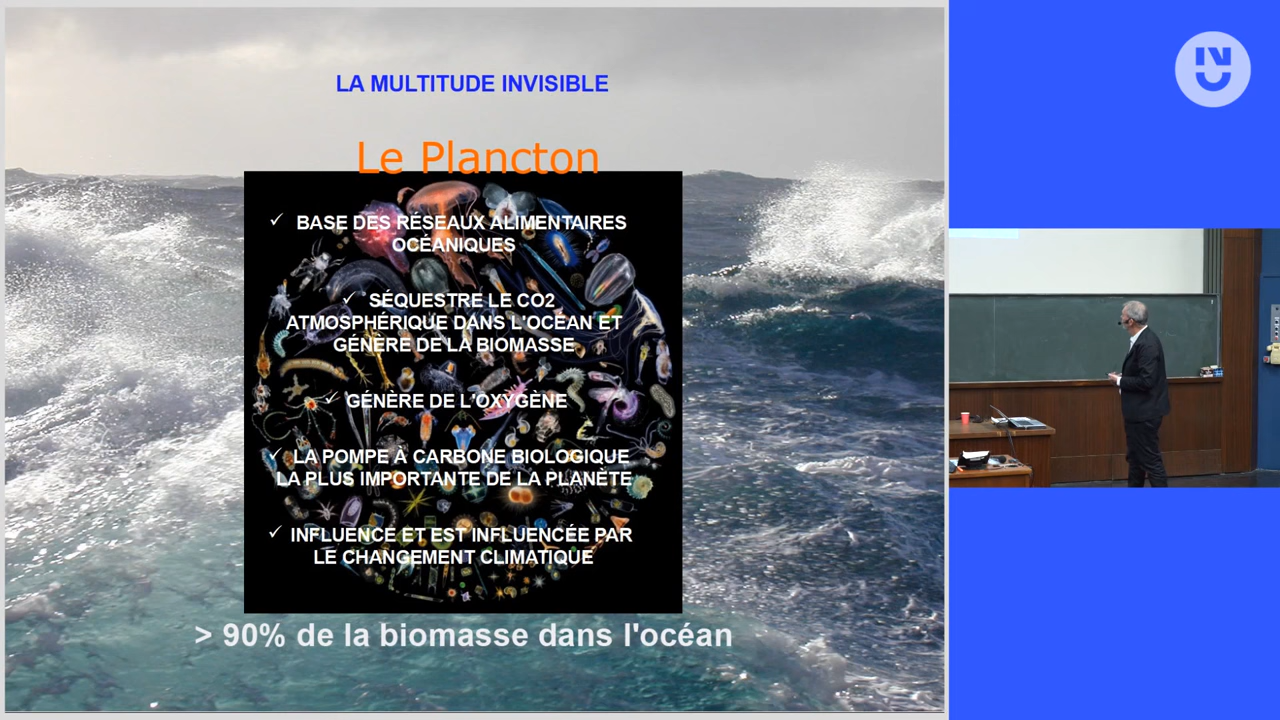 LA MULTITUDE INVISIBLE
Le Plancton
✓ BASE DES RÉSEAUX ALIMENTAIRES
OCÉANIQUES
✓ SÉQUESTRE LE CO2
ATMOSPHÉRIQUE DANS L'OCÉAN ET
GÉNÈRE DE LA BIOMASSE
✓ GÉNÈRE DE L'OXYGÈNE
✓ LA POMPE À CARBONE BIOLOGIQUE
LA PLUS IMPORTANTE DE LA PLANÈTE
✓ INFLUENCE ET EST INFLUENCÉE PAR
LE CHANGEMENT CLIMATIQUE
> 90% de la biomasse dans l'océan